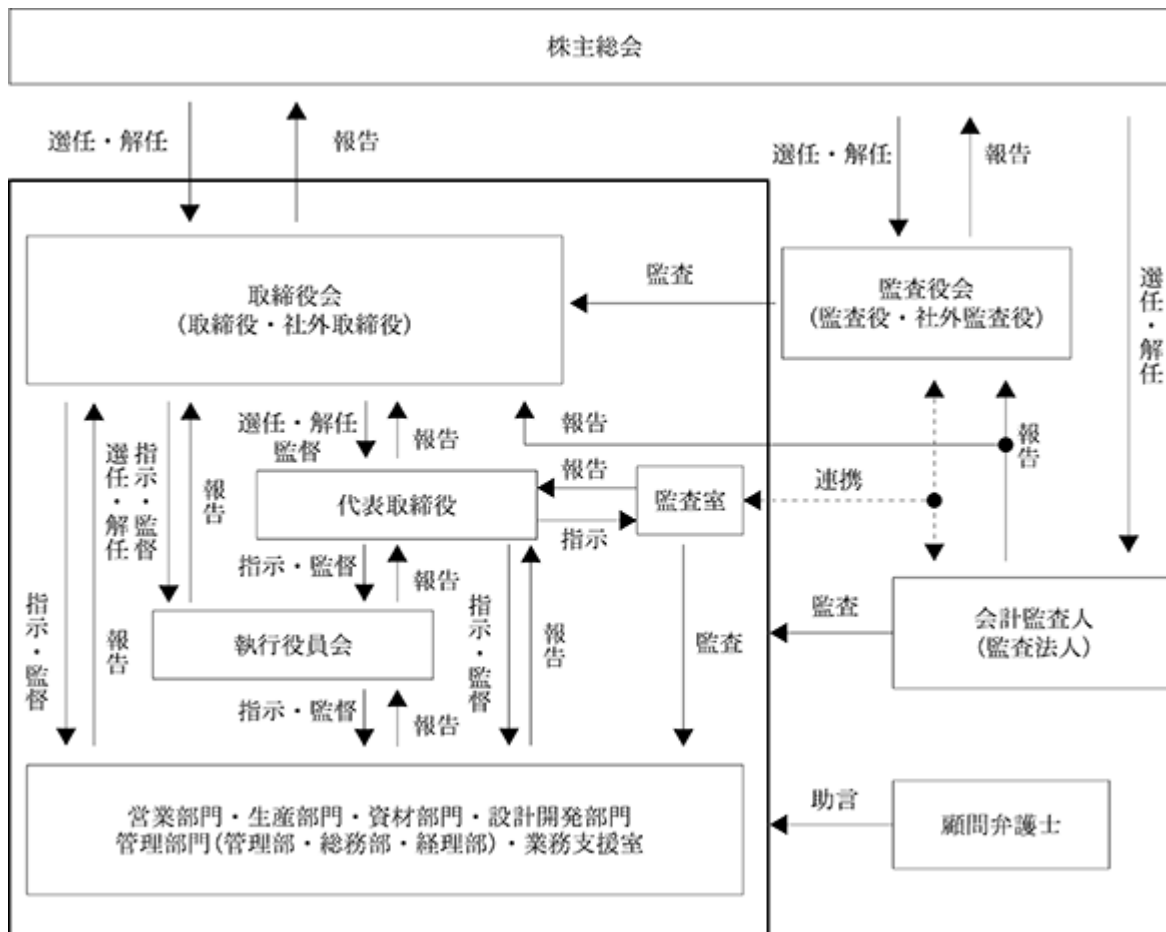 株主総会
選任・解任
報告
選任・解任
報告
選任・解任
取締役会
(取締役・社外取締役)
監査
監査役会
(監査役・社外監査役)
指示・監督
報告
選任・解任
指示・監督
報告
選任・解任
監督
報告
報告
報告
代表取締役
報告
指示
監査室
連携
指示・監督
報告
執行役員会
指示・監督
報告
監査
監査
会計監査人
(監査法人)
指示・監督
報告
営業部門・生産部門・資材部門・設計開発部門
管理部門(管理部・総務部・経理部)・業務支援室
助言
顧問弁護士